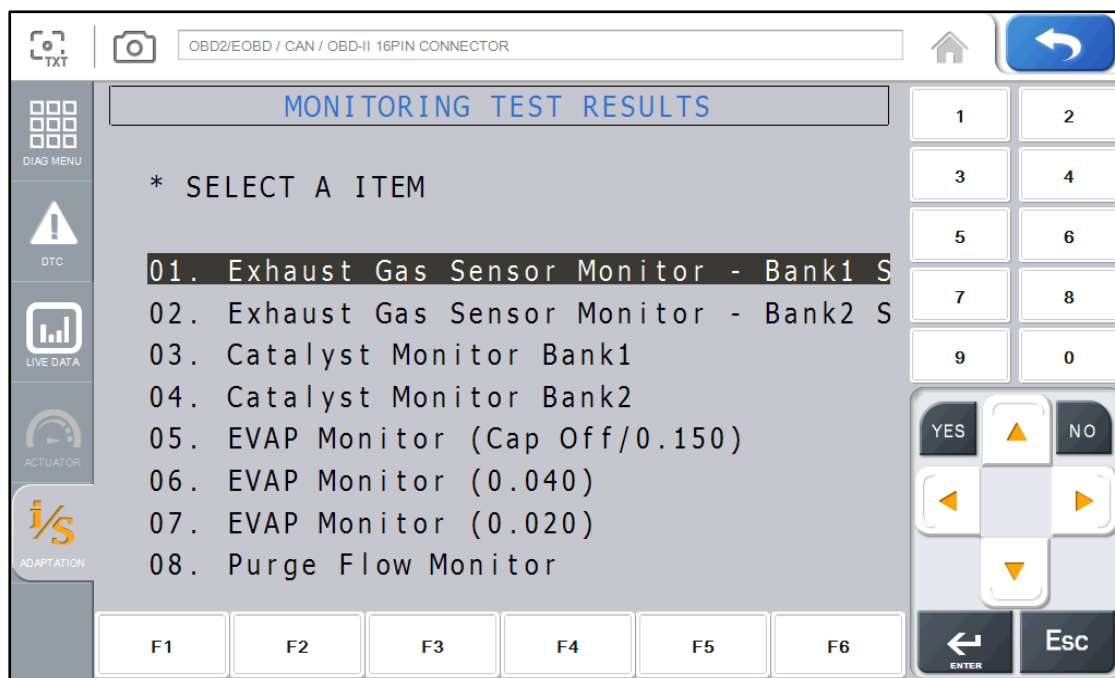 TXT
OBD2/EOBD / CAN / OBD-II 16PIN CONNECTOR
MONITORING TEST RESULTS
DIAG MENU
DTC
LIVE DATA
ACTUATOR
i/S
ADAPTATION
* SELECT A ITEM
01. Exhaust Gas Sensor Monitor - Bank1 S
02. Exhaust Gas Sensor Monitor - Bank2 S
03. Catalyst Monitor Bank1
04. Catalyst Monitor Bank2
05. EVAP Monitor (Cap Off/0.150)
06. EVAP Monitor (0.040)
07. EVAP Monitor (0.020)
08. Purge Flow Monitor
1 2
3 4
5 6
7 8
9 0
YES NO
F1 F2 F3 F4 F5 F6
ENTER
Esc